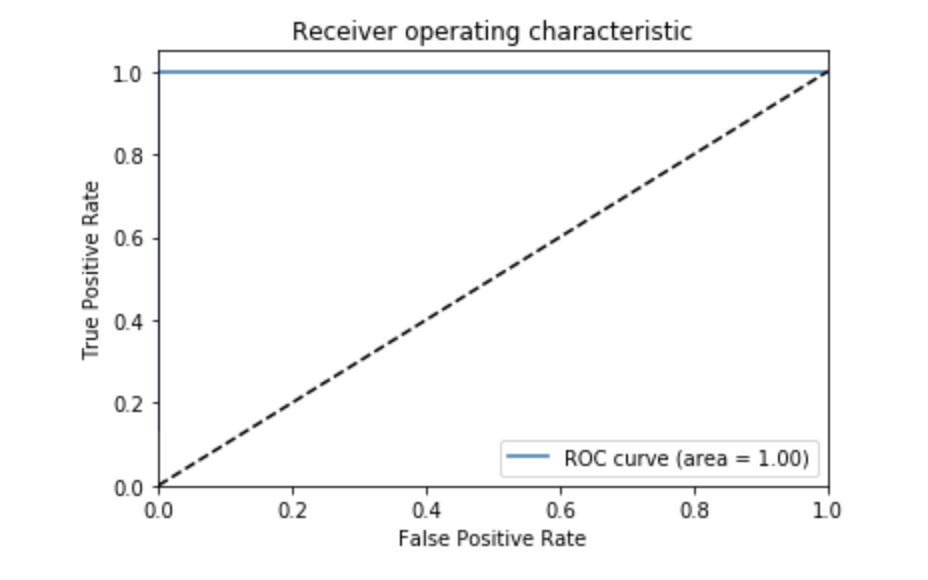 Receiver operating characteristic
1.0
0.8
0.6
0.4
0.2
0.0
True Positive Rate
ROC curve (area = 1.00)
0.0 0.2 0.4 0.6 0.8 1.0
False Positive Rate